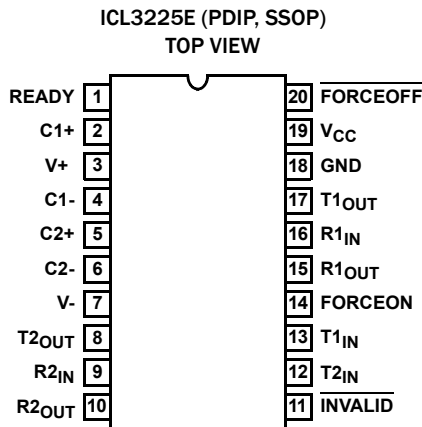 ICL3225E (PDIP, SSOP)
TOP VIEW
READY 1 20 FORCEOFF
C1+ 2 19 VCC
V+ 3 18 GND
C1- 4 17 T1OUT
C2+ 5 16 R1IN
C2- 6 15 R1OUT
V- 7 14 FORCEON
T2OUT 8 13 T1IN
R2IN 9 12 T2IN
R2OUT 10 11 INVALID